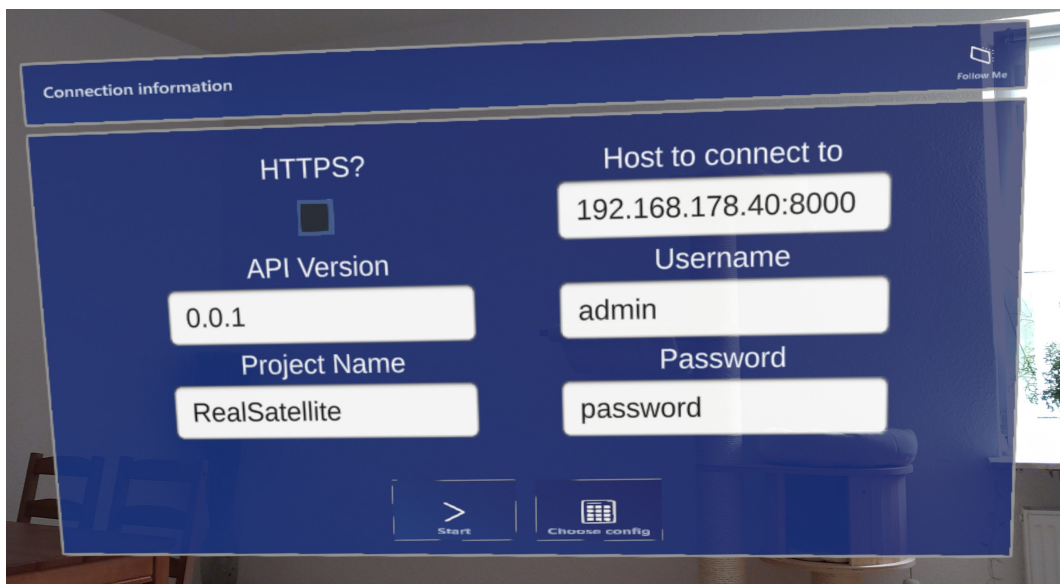 Connection information
Follow Me
HTTPS?
Host to connect to
192.168.178.40:8000
API Version
Username
0.0.1
admin
Project Name
Password
RealSatellite
password
Start
Choose config